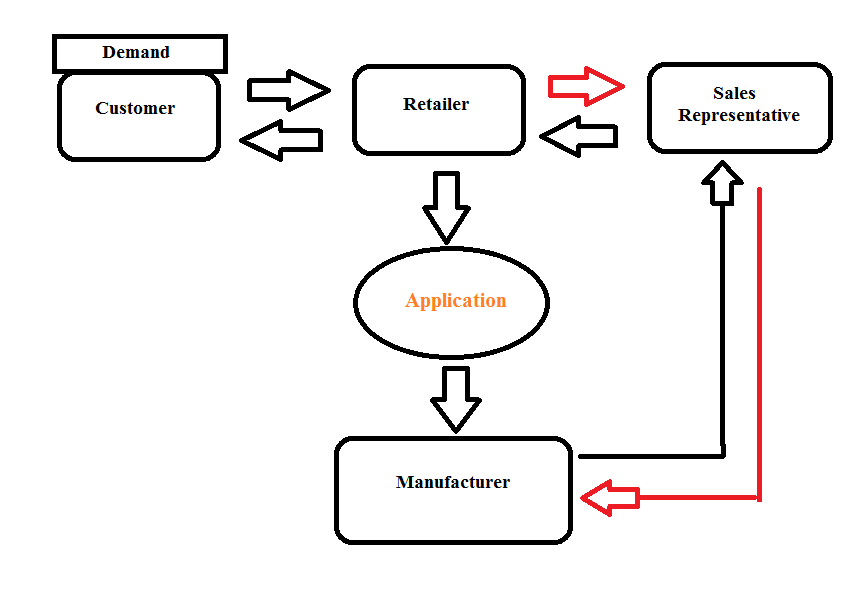 Demand
Customer
Retailer
Sales
Representative
Application
Manufacturer